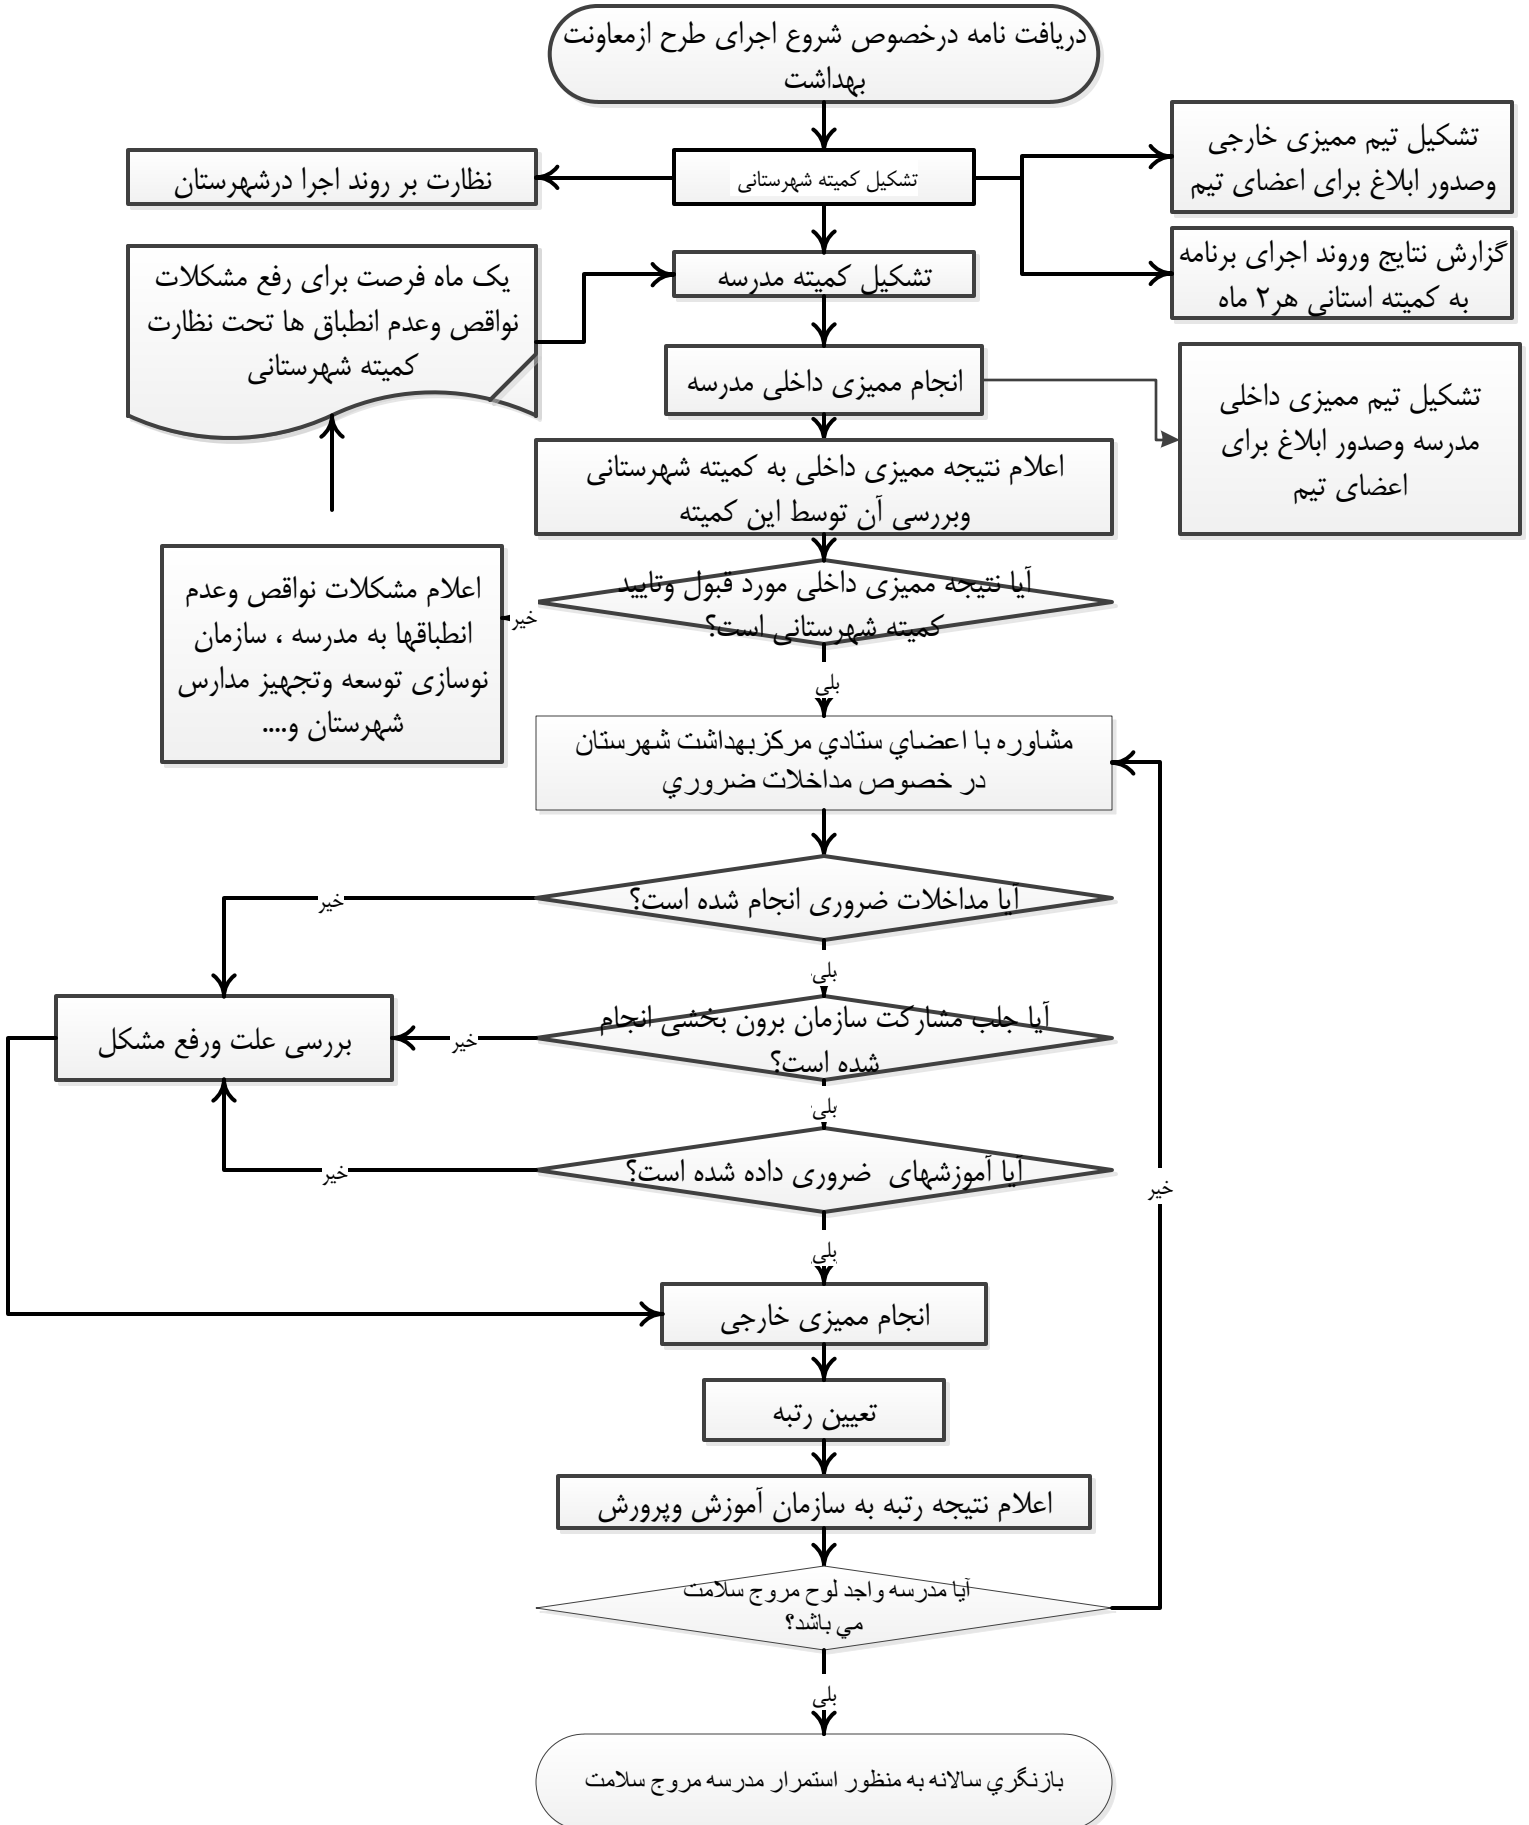 دریافت نامه درخصوص شروع اجرای طرح ازمعاونت
بهداشت
تشکیل تیم ممیزی خارجی
وصدور ابلاغ برای اعضای تیم
تشکیل کمیته شهرستانی
نظارت بر روند اجرا درشهرستان
گزارش نتایج وروند اجرای برنامه
به کمیته استانی هر۲ ماه
تشکیل کمیته مدرسه
یک ماه فرصت برای رفع مشکلات
نواقص وعدم انطباق ها تحت نظارت
کمیته شهرستانی
انجام ممیزی داخلی مدرسه
تشکیل تیم ممیزی داخلی
مدرسه وصدور ابلاغ برای
اعضای تیم
اعلام نتیجه ممیزی داخلی به کمیته شهرستانی
وبررسی آن توسط این کمیته
آیا نتیجه ممیزی داخلی مورد قبول وتایید
کمیته شهرستانی است؟
خیر
اعلام مشکلات نواقص وعدم
انطباقها به مدرسه ، سازمان
نوسازی توسعه وتجهیز مدارس
شهرستان و....
بلی
مشاوره با اعضاي ستادي مرکزبهداشت شهرستان
در خصوص مداخلات ضروري
آیا مداخلات ضروری انجام شده است؟
خیر
بلی
آیا جلب مشارکت سازمان برون بخشی انجام
شده است؟
خیر
بررسی علت ورفع مشکل
بلی
آیا آموزشهای ضروری داده شده است؟
خیر
خیر
بلی
انجام ممیزی خارجی
تعیین رتبه
اعلام نتیجه رتبه به سازمان آموزش وپرورش
آيا مدرسه واجد لوح مروج سلامت
مي باشد؟
بلی
بازنگري سالانه به منظور استمرار مدرسه مروج سلامت